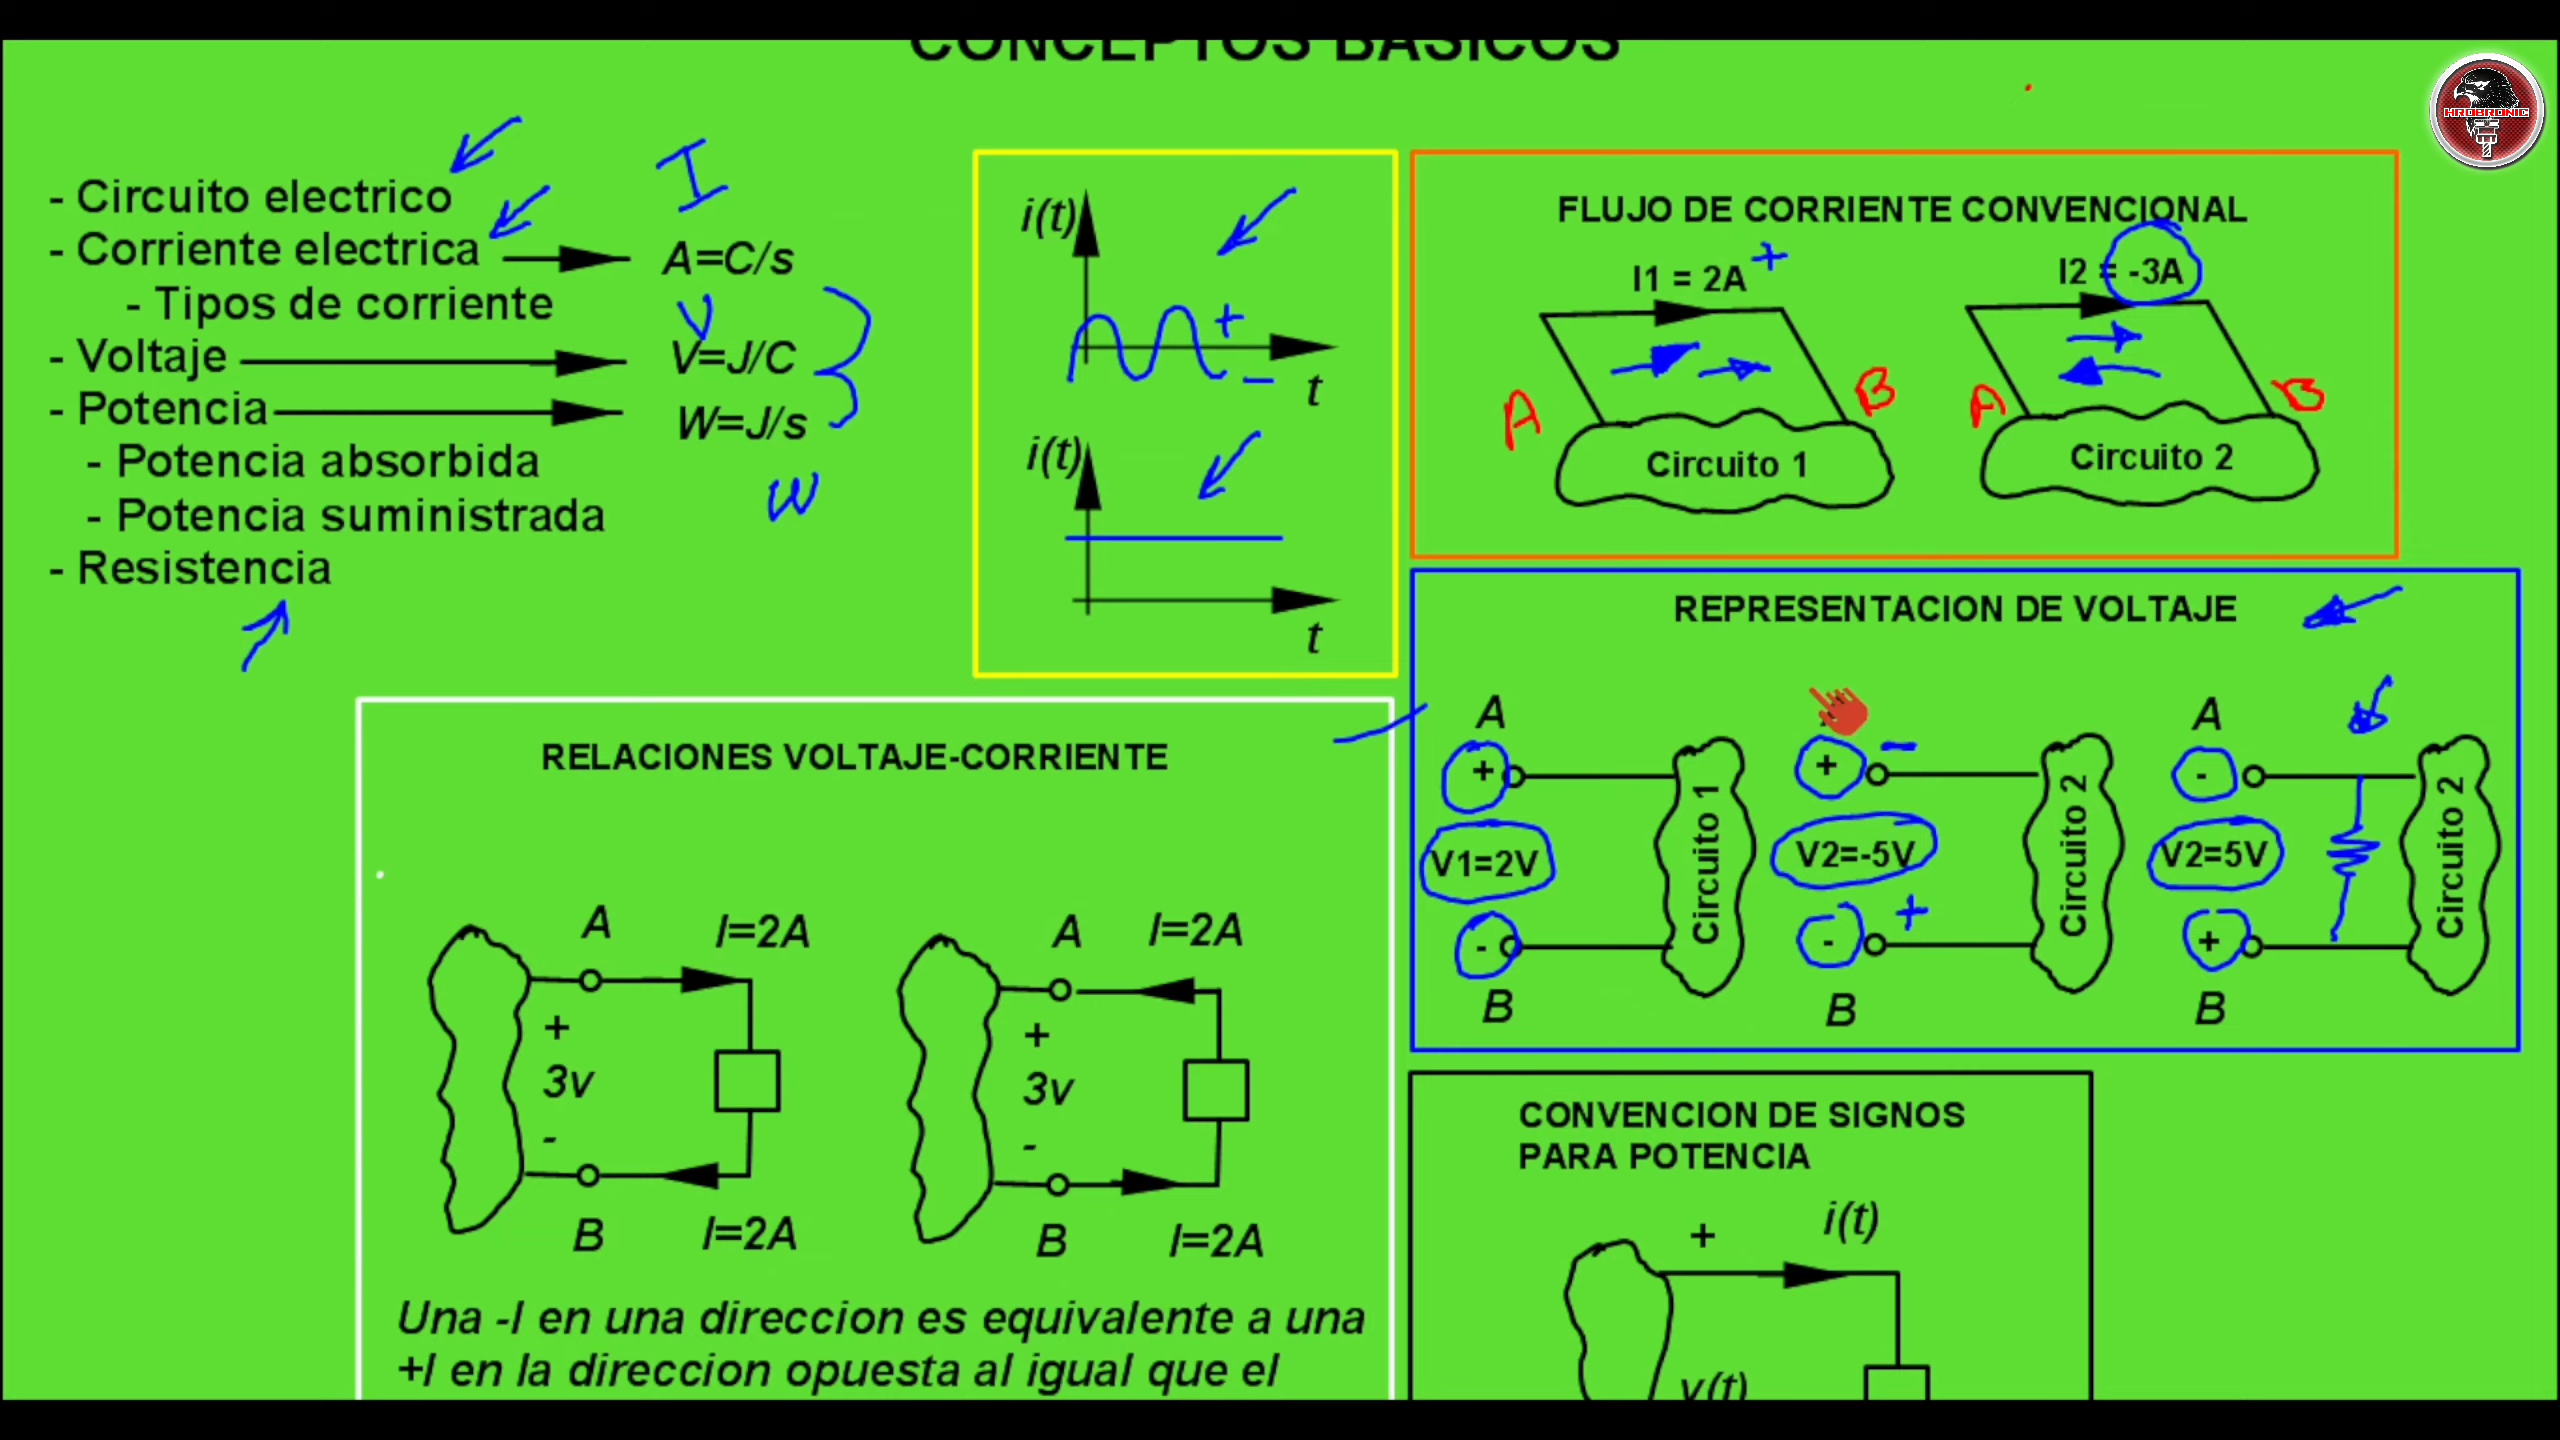 CONCEPTOS BASICOS
HROBRONIC
- Circuito electrico
I
- Corriente electrica
A=C/s
- Tipos de corriente
V
- Voltaje
V=J/C
- Potencia
W=J/s
- Potencia absorbida
W
- Potencia suministrada
- Resistencia
i(t)
+
-
t
i(t)
t
FLUJO DE CORRIENTE CONVENCIONAL
I1 = 2A +
I2 = -3A
A
B
A
B
Circuito 1
Circuito 2
REPRESENTACION DE VOLTAJE
A
+
V1=2V
-
B
Circuito 1
+ -
V2=-5V
- +
B
Circuito 2
A
-
V2=5V
+
B
Circuito 2
RELACIONES VOLTAJE-CORRIENTE
A
I=2A
+
3v
-
B
I=2A
A
I=2A
+
3v
-
B
I=2A
Una -I en una direccion es equivalente a una
+I en la direccion opuesta al igual que el
CONVENCION DE SIGNOS
PARA POTENCIA
+
i(t)
v(t)